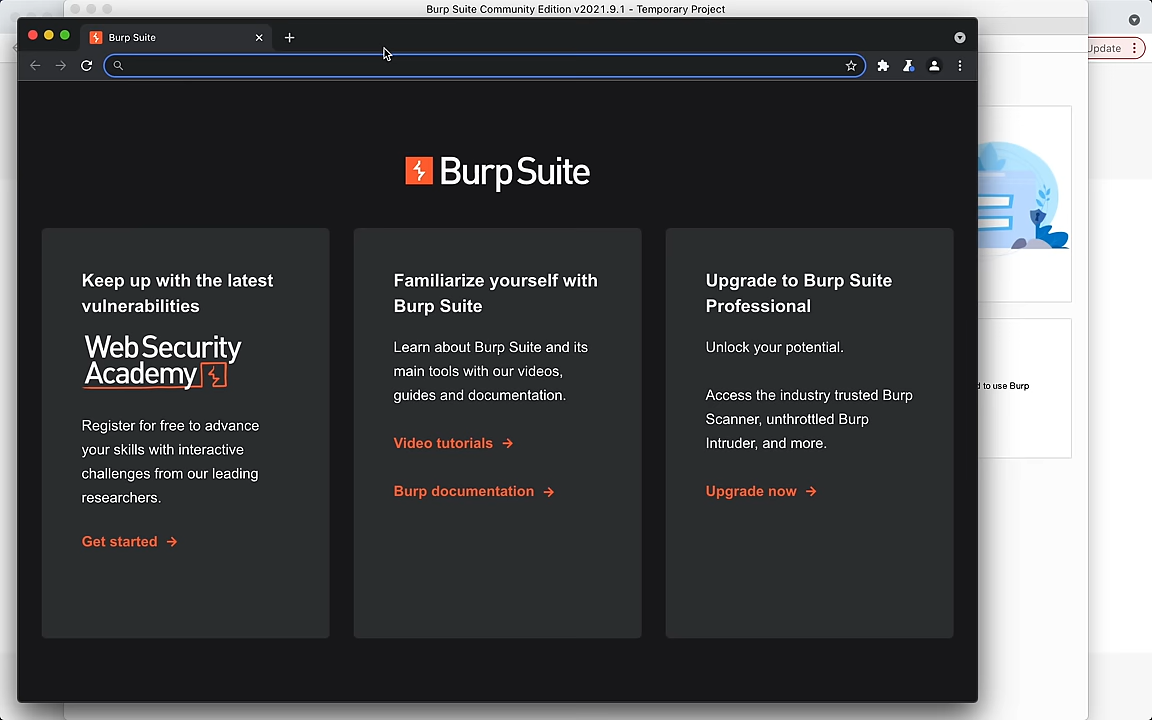 Burp Suite Community Edition v2021.9.1 - Temporary Project
Burp Suite
Update
Burp Suite
Keep up with the latest
vulnerabilities
Web Security
Academy
Register for free to advance
your skills with interactive
challenges from our leading
researchers.
Get started
Familiarize yourself with
Burp Suite
Learn about Burp Suite and its
main tools with our videos,
guides and documentation.
Video tutorials
Burp documentation
Upgrade to Burp Suite
Professional
Unlock your potential.
Access the industry trusted Burp
Scanner, unthrottled Burp
Intruder, and more.
Upgrade now
to use Burp